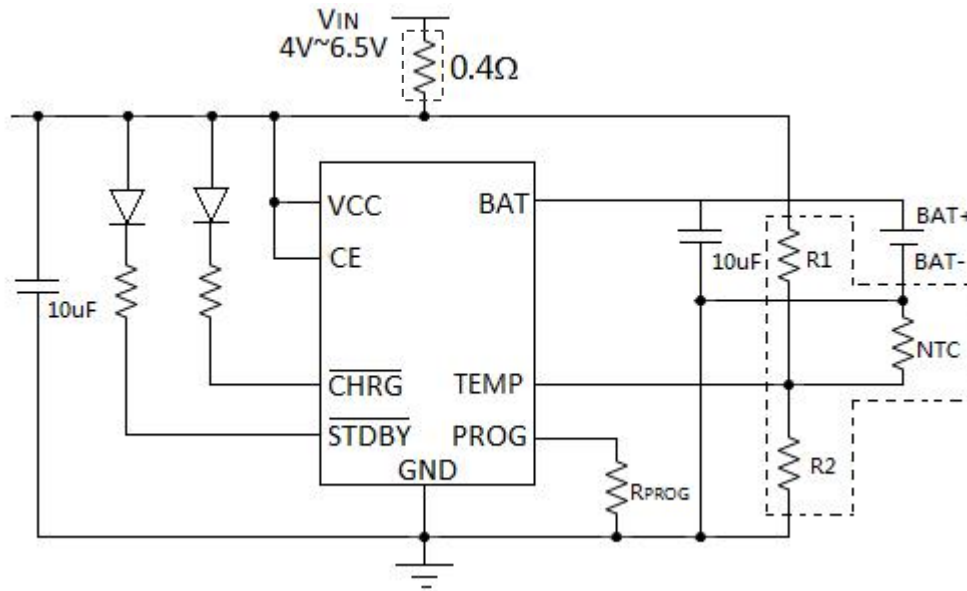 VIN
4V~6.5V
0.4Ω
VCC
BAT
CE
10uF
10uF
R1
BAT+
BAT-
NTC
CHRG
TEMP
STDBY
PROG
GND
RPROG
R2